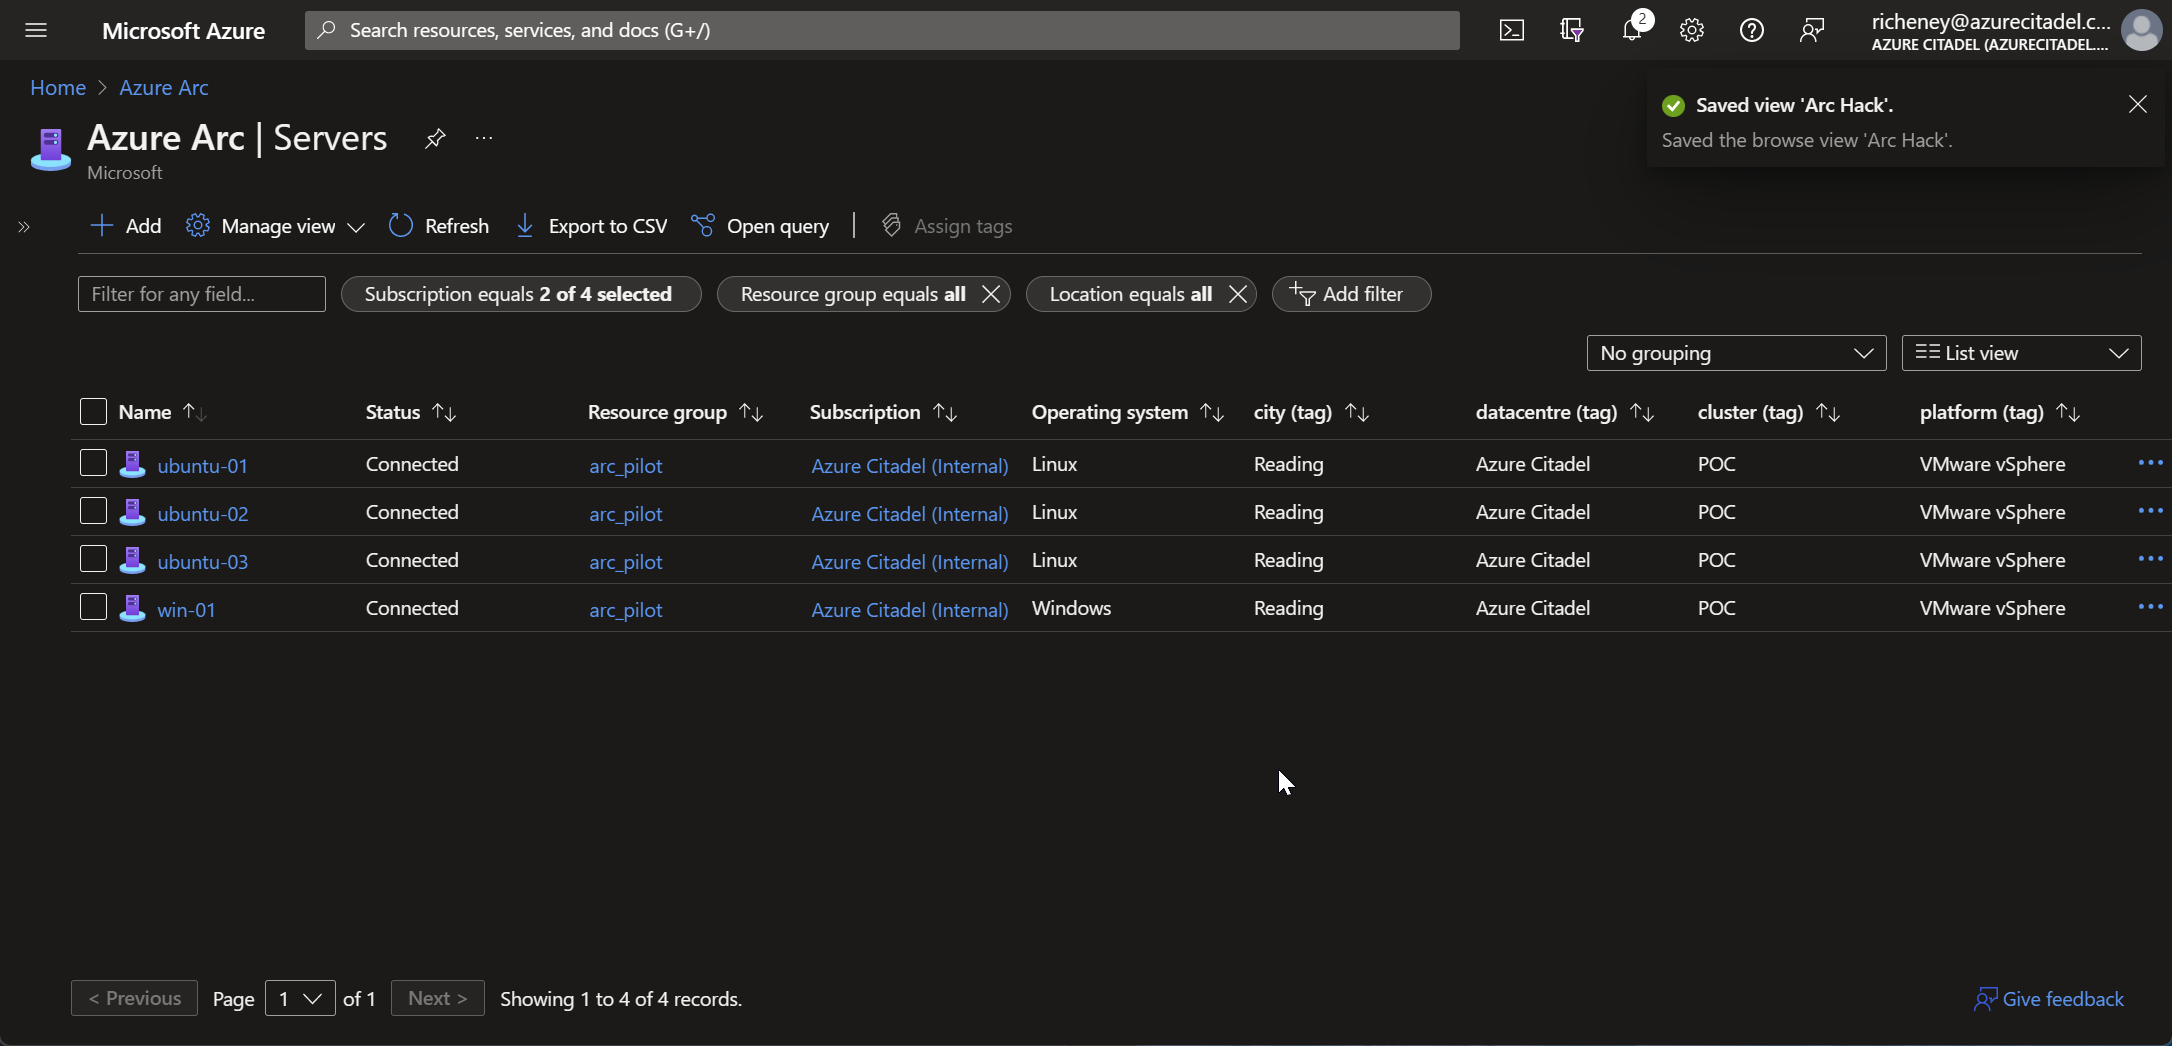 Microsoft Azure
Search resources, services, and docs (G+/)
2
richeney@azurecitadel.c...
AZURE CITADEL (AZURECITADEL....
Home > Azure Arc
Saved view 'Arc Hack'.
Saved the browse view 'Arc Hack'.
Azure Arc | Servers
Microsoft
Add Manage view Refresh Export to CSV Open query Assign tags
Filter for any field... Subscription equals 2 of 4 selected Resource group equals all Location equals all Add filter
No grouping List view
Name Status Resource group Subscription Operating system city (tag) datacentre (tag) cluster (tag) platform (tag)
ubuntu-01 Connected arc_pilot Azure Citadel (Internal) Linux Reading Azure Citadel POC VMware vSphere
ubuntu-02 Connected arc_pilot Azure Citadel (Internal) Linux Reading Azure Citadel POC VMware vSphere
ubuntu-03 Connected arc_pilot Azure Citadel (Internal) Linux Reading Azure Citadel POC VMware vSphere
win-01 Connected arc_pilot Azure Citadel (Internal) Windows Reading Azure Citadel POC VMware vSphere
< Previous Page 1 of 1 Next > Showing 1 to 4 of 4 records.
Give feedback